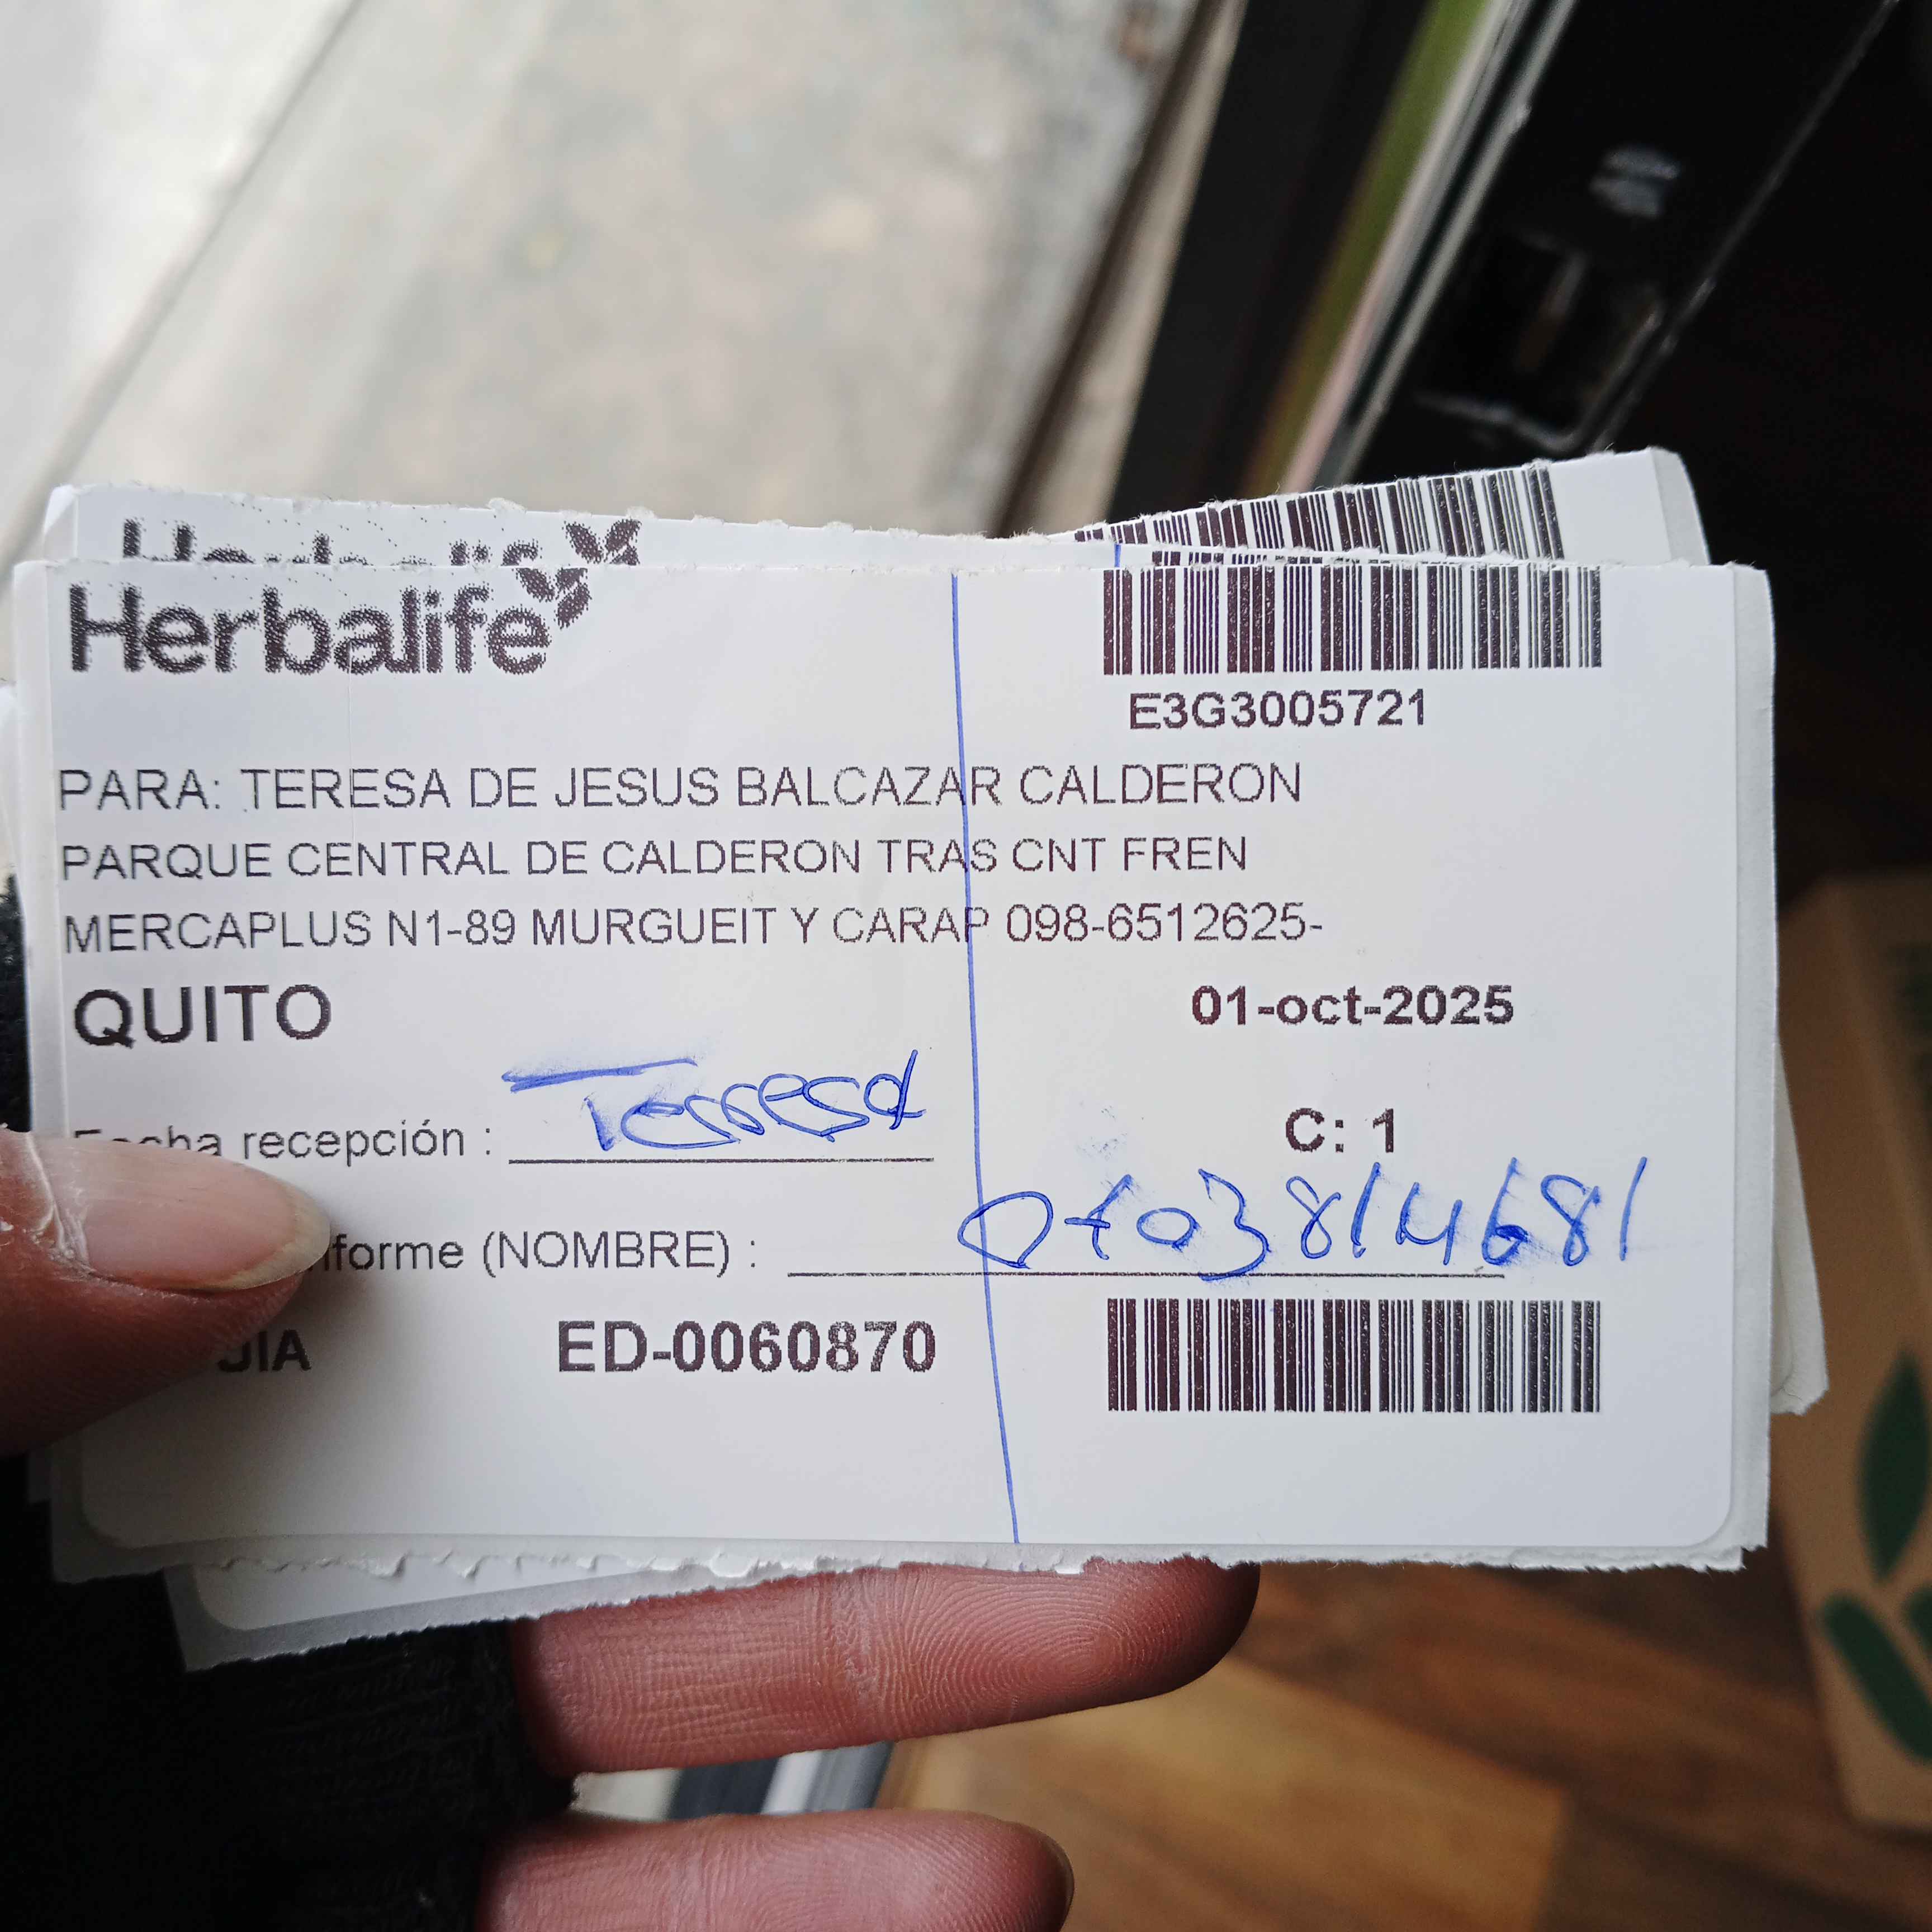 Herbalife
E3G3005721
PARA: TERESA DE JESUS BALCAZAR CALDERON
PARQUE CENTRAL DE CALDERON TRAS CNT FREN
MERCAPLUS N1-89 MURGUEIT Y CARAP 098-6512625-
QUITO
01-oct-2025
recepción : Teresa
C: 1
(NOMBRE) :
ED-0060870